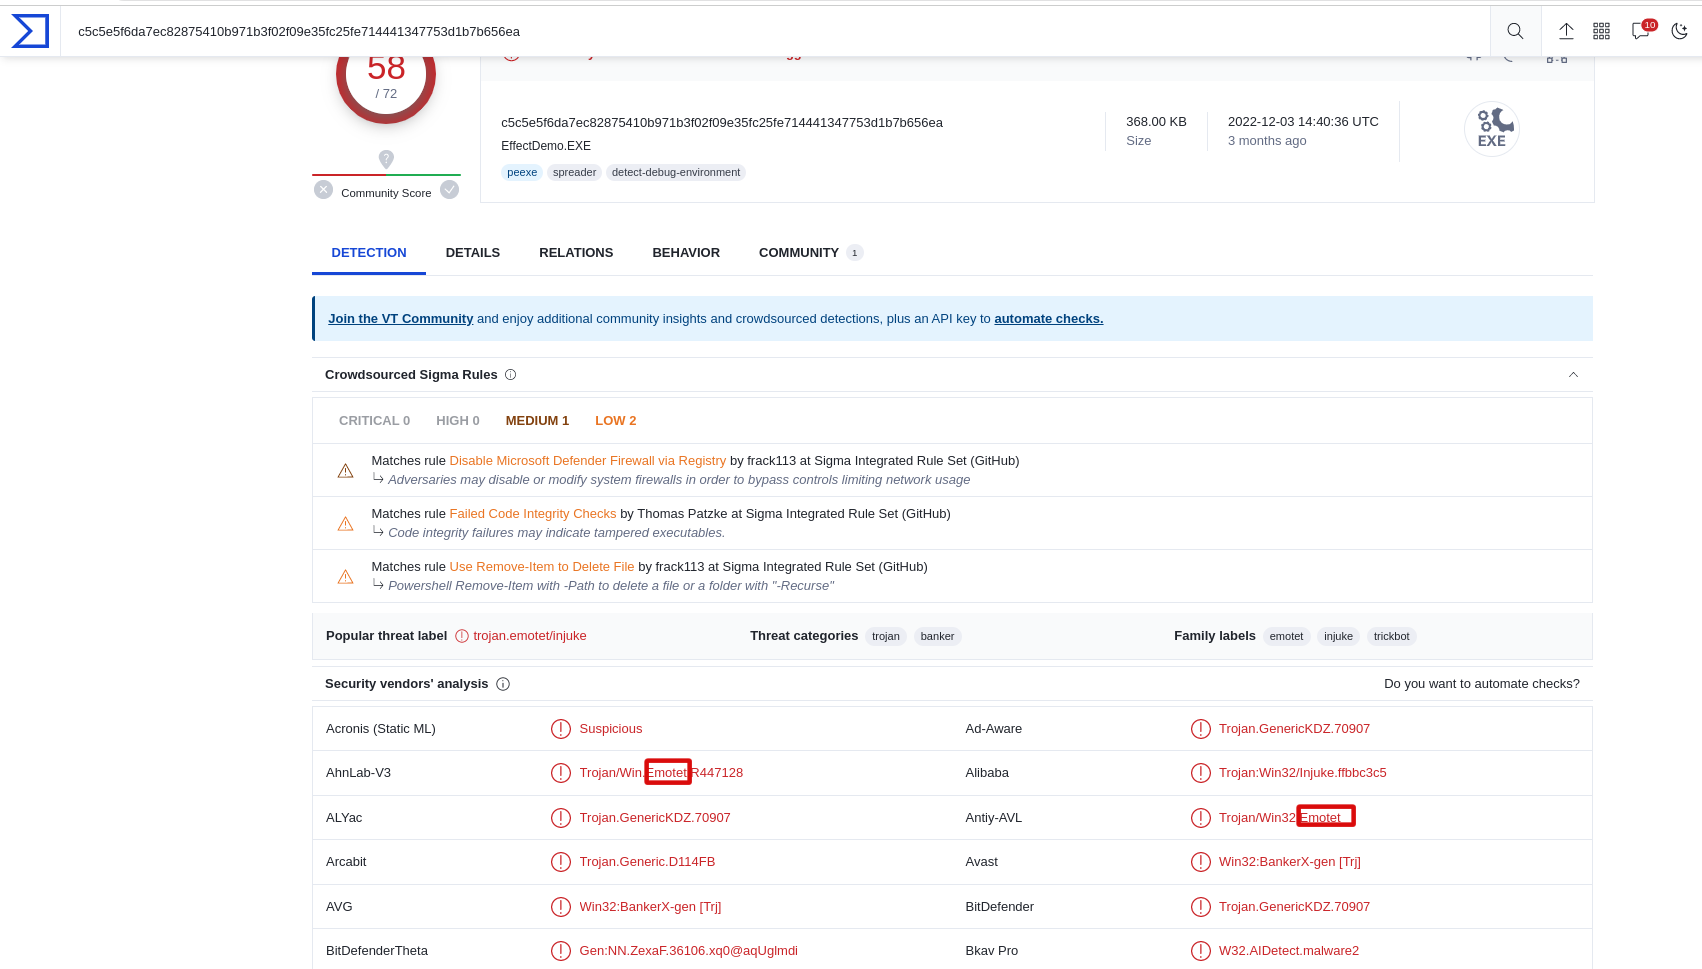 c5c5e5f6da7ec82875410b971b3f02f09e35fc25fe714441347753d1b7b656ea
10
58
/ 72
Community Score
c5c5e5f6da7ec82875410b971b3f02f09e35fc25fe714441347753d1b7b656ea
EffectDemo.EXE
peexe spreader detect-debug-environment
368.00 KB
Size
2022-12-03 14:40:36 UTC
3 months ago
EXE
DETECTION DETAILS RELATIONS BEHAVIOR COMMUNITY 1
Join the VT Community and enjoy additional community insights and crowdsourced detections, plus an API key to automate checks.
Crowdsourced Sigma Rules
CRITICAL 0 HIGH 0 MEDIUM 1 LOW 2
Matches rule Disable Microsoft Defender Firewall via Registry by frack113 at Sigma Integrated Rule Set (GitHub)
Adversaries may disable or modify system firewalls in order to bypass controls limiting network usage
Matches rule Failed Code Integrity Checks by Thomas Patzke at Sigma Integrated Rule Set (GitHub)
Code integrity failures may indicate tampered executables.
Matches rule Use Remove-Item to Delete File by frack113 at Sigma Integrated Rule Set (GitHub)
Powershell Remove-Item with -Path to delete a file or a folder with "-Recurse"
Popular threat label trojan.emotet/injuke Threat categories trojan banker Family labels emotet injuke trickbot
Security vendors' analysis Do you want to automate checks?
Acronis (Static ML) Suspicious Ad-Aware Trojan.GenericKDZ.70907
AhnLab-V3 Trojan/Win.Emotet.R447128 Alibaba Trojan:Win32/Injuke.ffbbc3c5
ALYac Trojan.GenericKDZ.70907 Antiy-AVL Trojan/Win32.Emotet
Arcabit Trojan.Generic.D114FB Avast Win32:BankerX-gen [Trj]
AVG Win32:BankerX-gen [Trj] BitDefender Trojan.GenericKDZ.70907
BitDefenderTheta Gen:NN.ZexaF.36106.xq0@aqUglmdi Bkav Pro W32.AIDetect.malware2